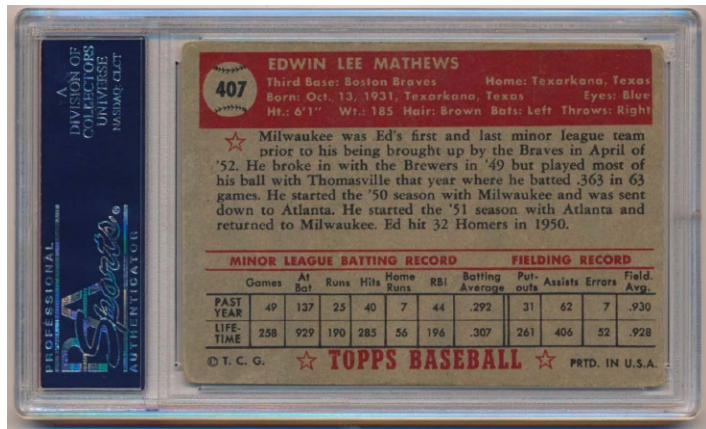 A
DIVISION OF
COLLECTORS
UNIVERSE
NASDAQ: CLCT
PROFESSIONAL
PSA
Sports®
AUTHENTICATOR
407
EDWIN LEE MATHEWS
Third Base: Boston Braves Home: Texarkana, Texas
Born: Oct. 13, 1931, Texarkana, Texas Eyes: Blue
Ht.: 6'1" Wt.: 185 Hair: Brown Bats: Left Throws: Right
Milwaukee was Ed's first and last minor league team
prior to his being brought up by the Braves in April of
'52. He broke in with the Brewers in '49 but played most of
his ball with Thomasville that year where he batted .363 in 63
games. He started the '50 season with Milwaukee and was sent
down to Atlanta. He started the '51 season with Atlanta and
returned to Milwaukee. Ed hit 32 Homers in 1950.
MINOR LEAGUE BATTING RECORD FIELDING RECORD
Games At Bat Runs Hits Home Runs RBI Batting Average Put-outs Assists Errors Field. Avg.
PAST YEAR 49 137 25 40 7 44 .292 31 62 7 .930
LIFE-TIME 258 929 190 285 56 196 .307 261 406 52 .928
© T. C. G. ☆ TOPPS BASEBALL ☆ PRTD. IN U.S.A.